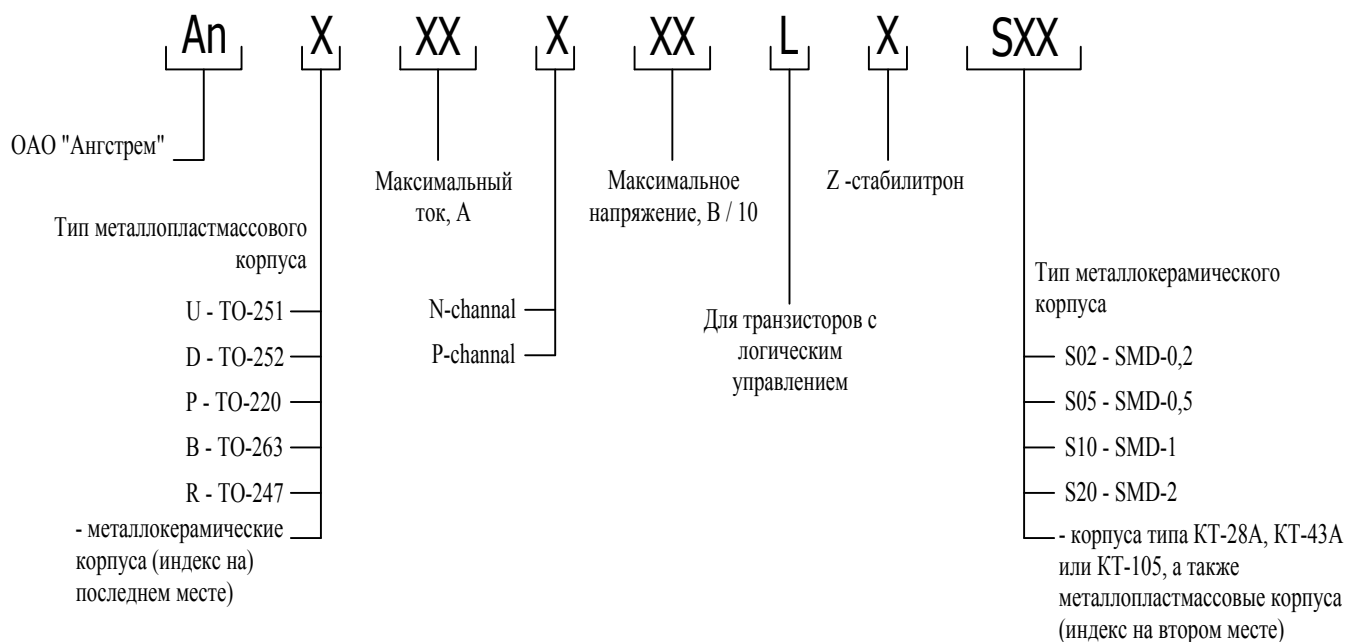 An X XX X XX L X SXX
ОАО "Ангстрем"
Тип металлопластмассового
корпуса
U - TO-251
D - TO-252
P - TO-220
B - TO-263
R - TO-247
- металлокерамические
корпуса (индекс на)
последнем месте)
Максимальный
ток, А
N-channal
P-channal
Максимальное
напряжение, В / 10
Для транзисторов с
логическим
управлением
Z -стабилитрон
Тип металлокерамического
корпуса
S02 - SMD-0,2
S05 - SMD-0,5
S10 - SMD-1
S20 - SMD-2
- корпуса типа КТ-28А, КТ-43А
или КТ-105, а также
металлопластмассовые корпуса
(индекс на втором месте)